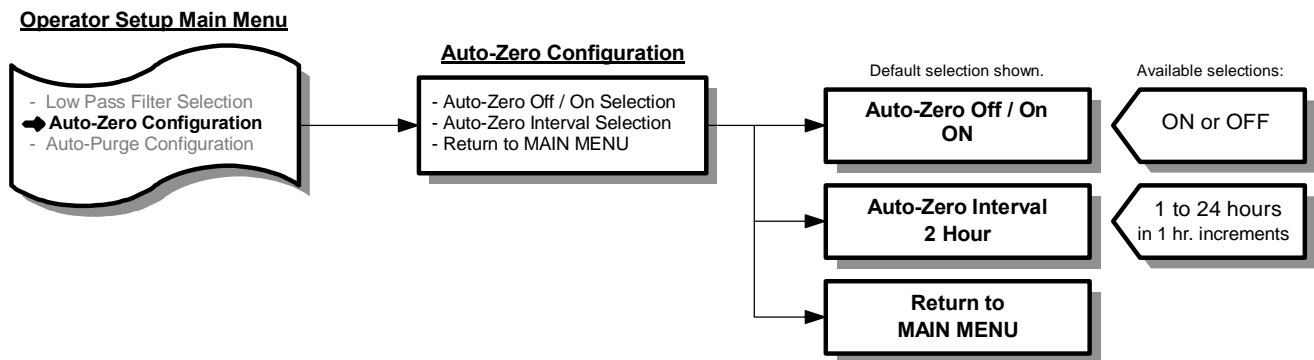 Operator Setup Main Menu
- Low Pass Filter Selection
Auto-Zero Configuration
- Auto-Purge Configuration
Auto-Zero Configuration
- Auto-Zero Off / On Selection
- Auto-Zero Interval Selection
- Return to MAIN MENU
Default selection shown.
Auto-Zero Off / On
ON
Auto-Zero Interval
2 Hour
Return to
MAIN MENU
Available selections:
ON or OFF
1 to 24 hours
in 1 hr. increments